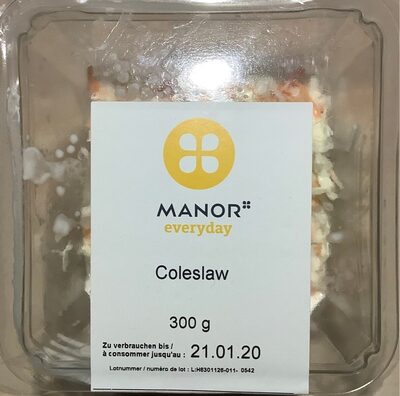 MANOR
everyday
Coleslaw
300 g
Zu verbrauchen bis /
à consommer jusqu'au : 21.01.20
Lotnummer / numéro de lot : L:H6301126-011- 0542